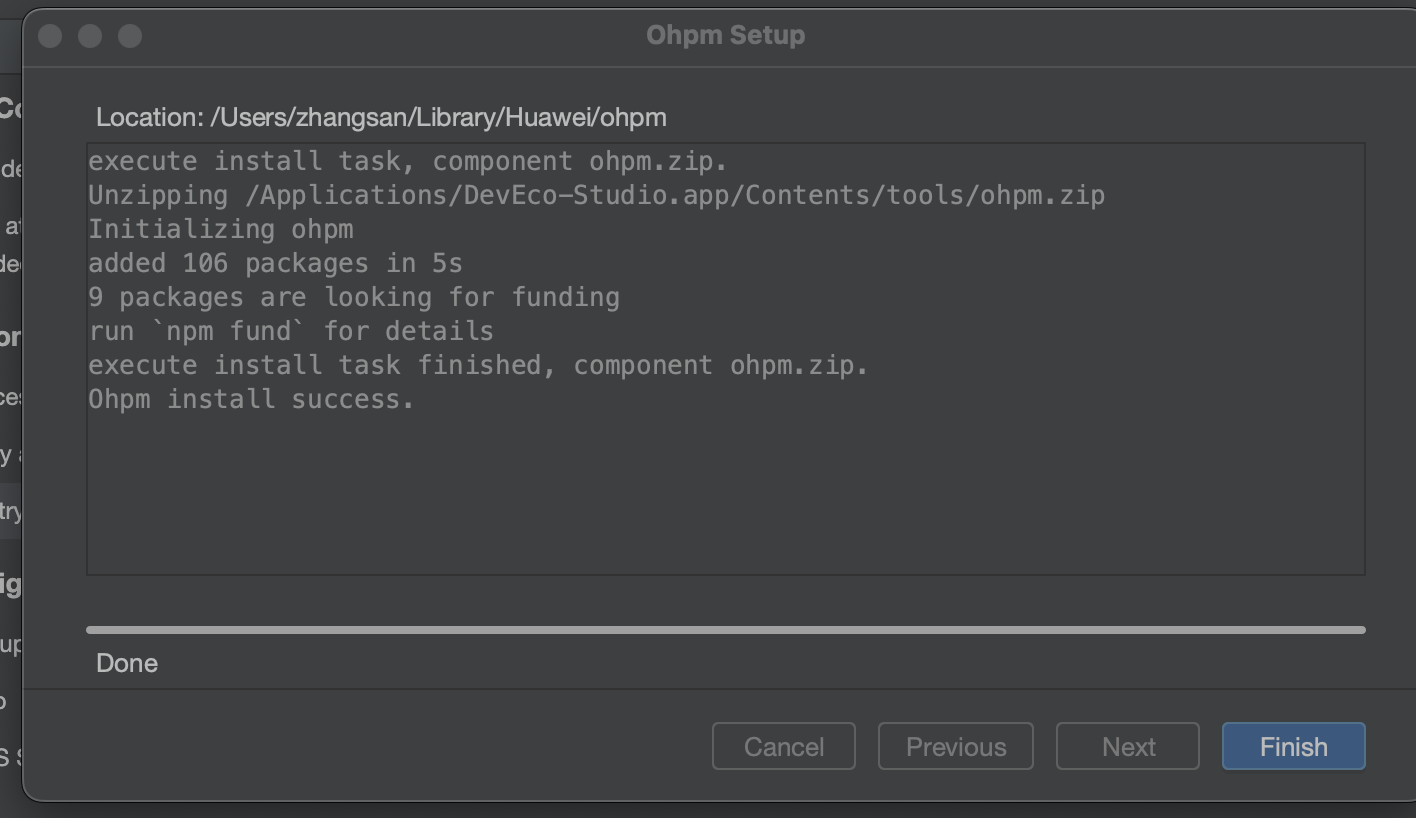 Ohpm Setup
Location: /Users/zhangsan/Library/Huawei/ohpm
execute install task, component ohpm.zip.
Unzipping /Applications/DevEco-Studio.app/Contents/tools/ohpm.zip
Initializing ohpm
added 106 packages in 5s
9 packages are looking for funding
run `npm fund` for details
execute install task finished, component ohpm.zip.
Ohpm install success.
Done
Cancel Previous Next Finish